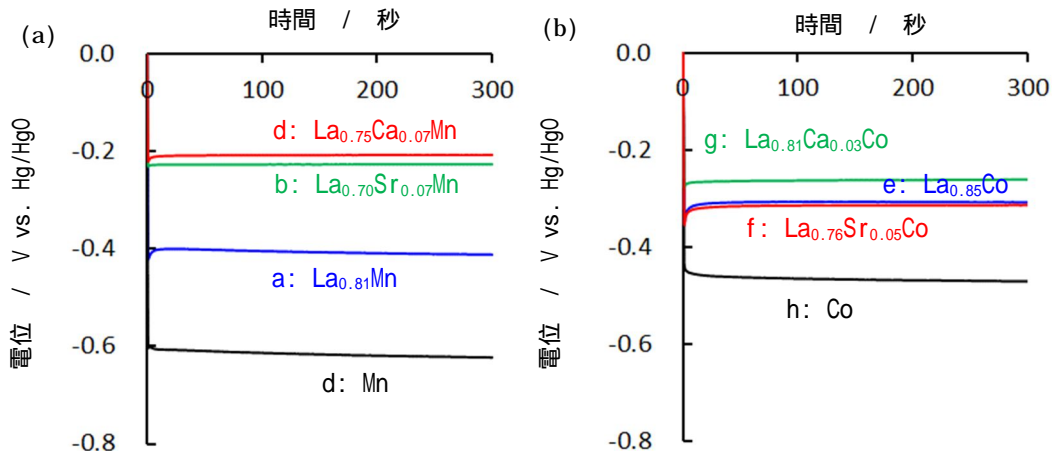 (a)
時間 / 秒
0.0
0
100
200
300
-0.2
-0.4
-0.6
-0.8
電位 / V vs. Hg/HgO
d: La0.75Ca0.07Mn
b: La0.70Sr0.07Mn
a: La0.81Mn
d: Mn
(b)
時間 / 秒
0.0
0
100
200
300
-0.2
-0.4
-0.6
-0.8
電位 / V vs. Hg/HgO
g: La0.81Ca0.03Co
e: La0.85Co
f: La0.76Sr0.05Co
h: Co